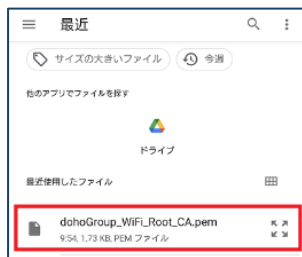 最近
サイズの大きいファイル
今週
他のアプリでファイルを探す
ドライブ
最近使用したファイル
dohoGroup_WiFi_Root_CA.pem
9:54, 1.73 KB, PEM ファイル